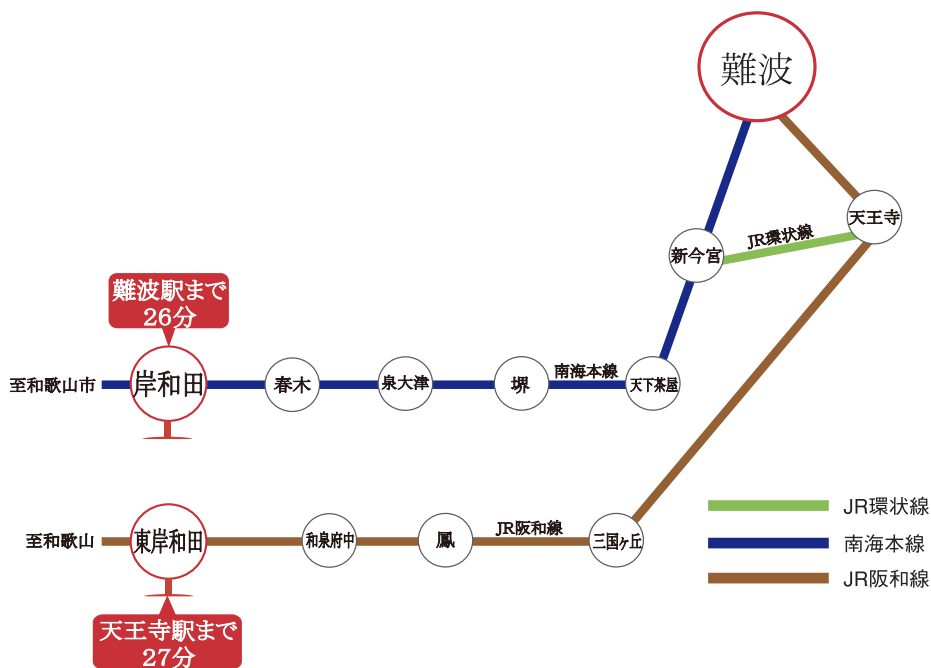 難波
天王寺
JR環状線
新今宮
難波駅まで
26分
至和歌山市
岸和田
春木
泉大津
堺
南海本線
天下茶屋
至和歌山
東岸和田
和泉府中
鳳
JR阪和線
三国ヶ丘
天王寺駅まで
27分
JR環状線
南海本線
JR阪和線